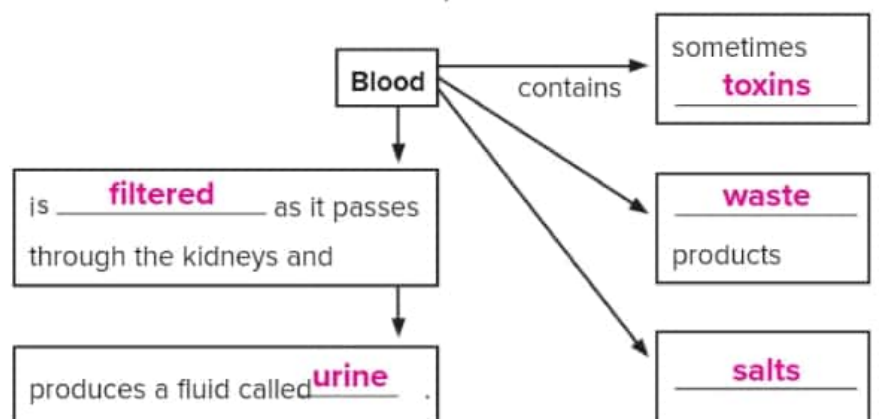 Blood
contains
sometimes
toxins
is filtered as it passes
through the kidneys and
waste
products
produces a fluid called urine .
salts